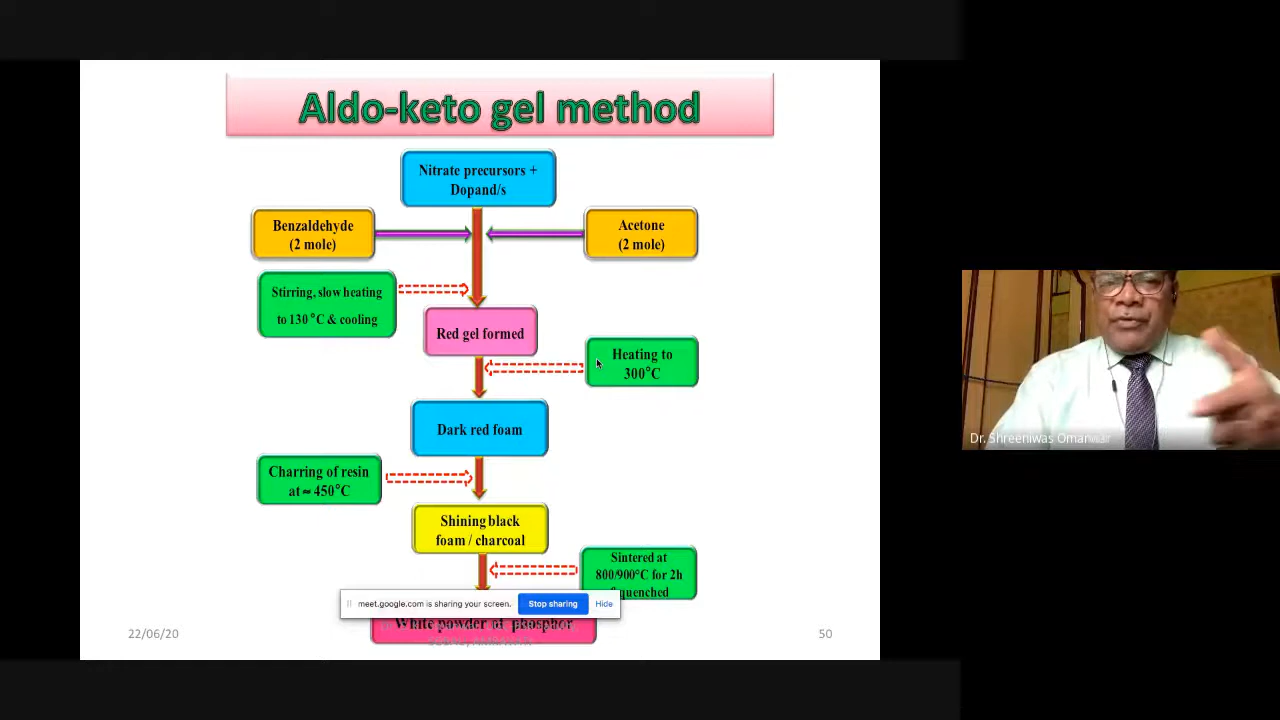 Aldo-keto gel method
Nitrate precursors +
Dopand/s
Benzaldehyde
(2 mole)
Acetone
(2 mole)
Stirring, slow heating
to 130 °C & cooling
Red gel formed
Heating to
300°C
Dark red foam
Charring of resin
at ≈ 450°C
Shining black
foam / charcoal
Sintered at
800/900°C for 2h
quenched
meet.google.com is sharing your screen.
Stop sharing
Hide
White powder of phosphor
22/06/20
50
Dr. Shreeniwas